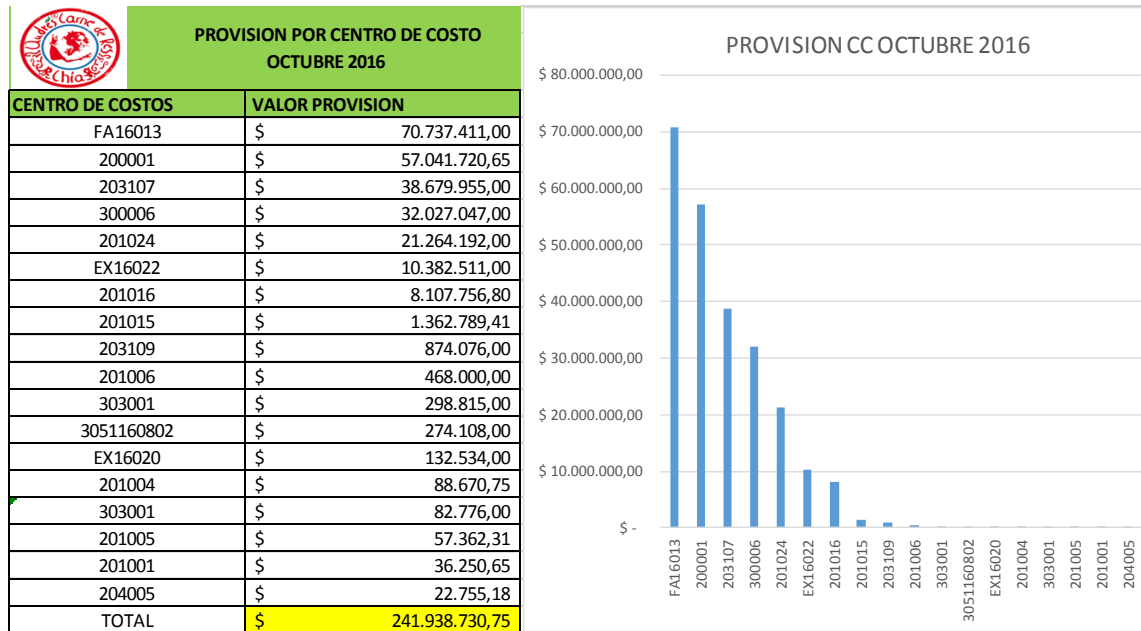 Andrés Carne de Res
Chía
PROVISION POR CENTRO DE COSTO
OCTUBRE 2016
CENTRO DE COSTOS VALOR PROVISION
FA16013 $ 70.737.411,00
200001 $ 57.041.720,65
203107 $ 38.679.955,00
300006 $ 32.027.047,00
201024 $ 21.264.192,00
EX16022 $ 10.382.511,00
201016 $ 8.107.756,80
201015 $ 1.362.789,41
203109 $ 874.076,00
201006 $ 468.000,00
303001 $ 298.815,00
3051160802 $ 274.108,00
EX16020 $ 132.534,00
201004 $ 88.670,75
303001 $ 82.776,00
201005 $ 57.362,31
201001 $ 36.250,65
204005 $ 22.755,18
TOTAL $ 241.938.730,75
PROVISION CC OCTUBRE 2016
$ 80.000.000,00
$ 70.000.000,00
$ 60.000.000,00
$ 50.000.000,00
$ 40.000.000,00
$ 30.000.000,00
$ 20.000.000,00
$ 10.000.000,00
$ -
FA16013
200001
203107
300006
201024
EX16022
201016
201015
203109
201006
303001
3051160802
EX16020
201004
303001
201005
201001
204005